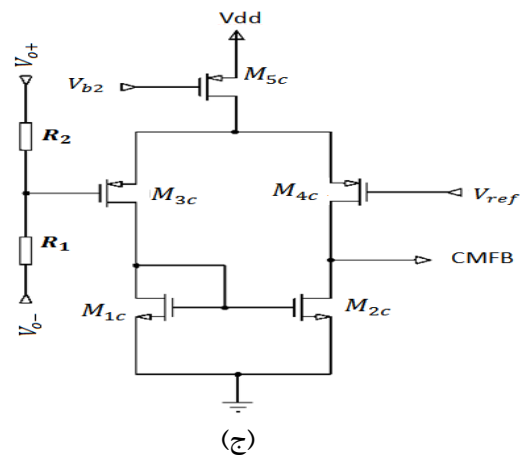 Vdd
V_{b2}
M_{5c}
V_{o+}
R_2
M_{3c}
M_{4c}
V_{ref}
R_1
CMFB
M_{1c}
M_{2c}
V_{o-}
(ج)